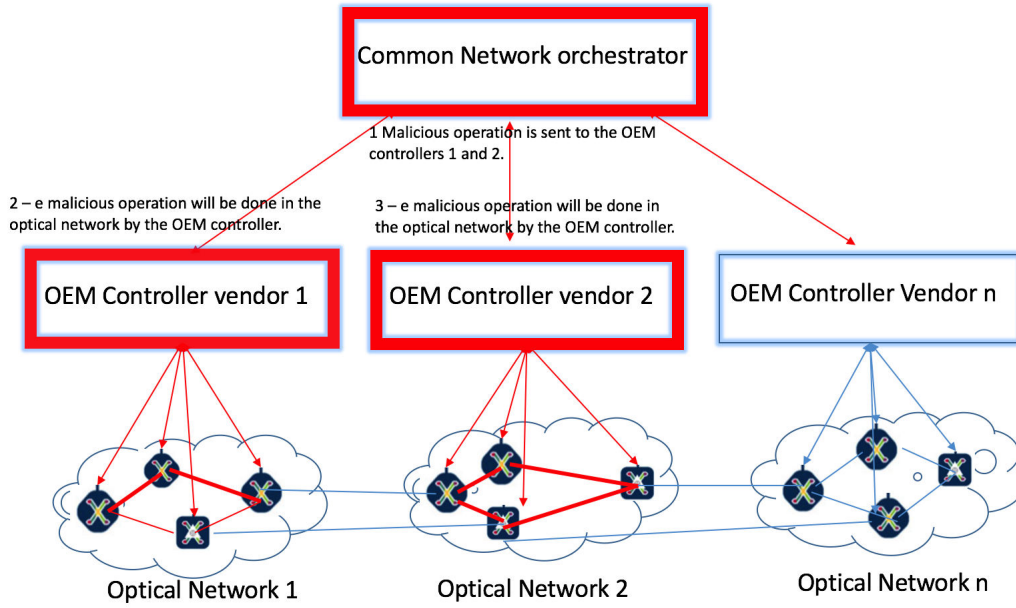 Common Network orchestrator
1 Malicious operation is sent to the OEM
controllers 1 and 2.
2 – e malicious operation will be done in the
optical network by the OEM controller.
3 – e malicious operation will be done in
the optical network by the OEM controller.
OEM Controller vendor 1
OEM Controller vendor 2
OEM Controller Vendor n
Optical Network 1
Optical Network 2
Optical Network n